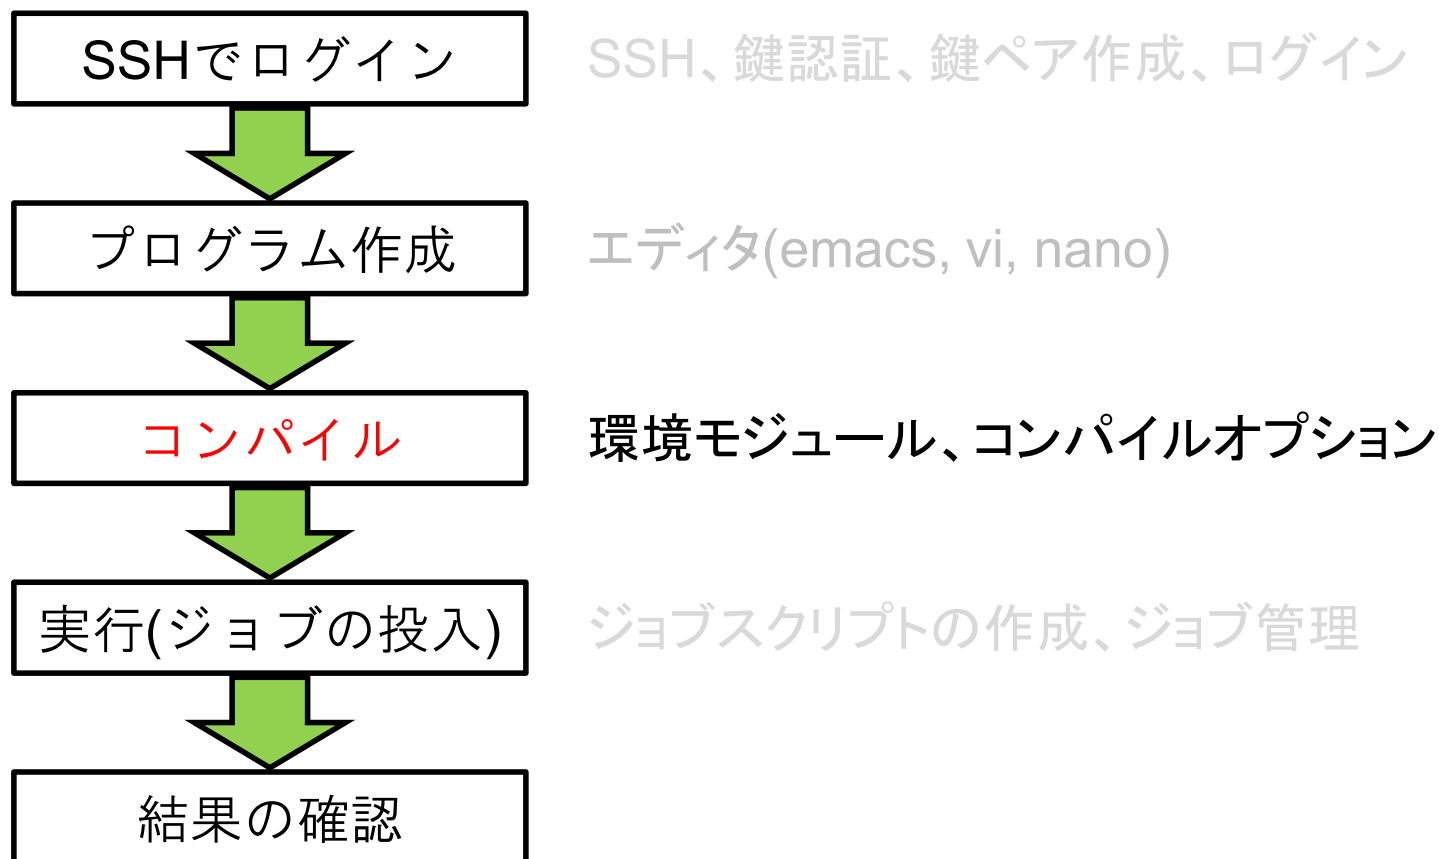 SSHでログイン
SSH、鍵認証、鍵ペア作成、ログイン
プログラム作成
エディタ(emacs, vi, nano)
コンパイル
環境モジュール、コンパイルオプション
実行(ジョブの投入)
ジョブスクリプトの作成、ジョブ管理
結果の確認